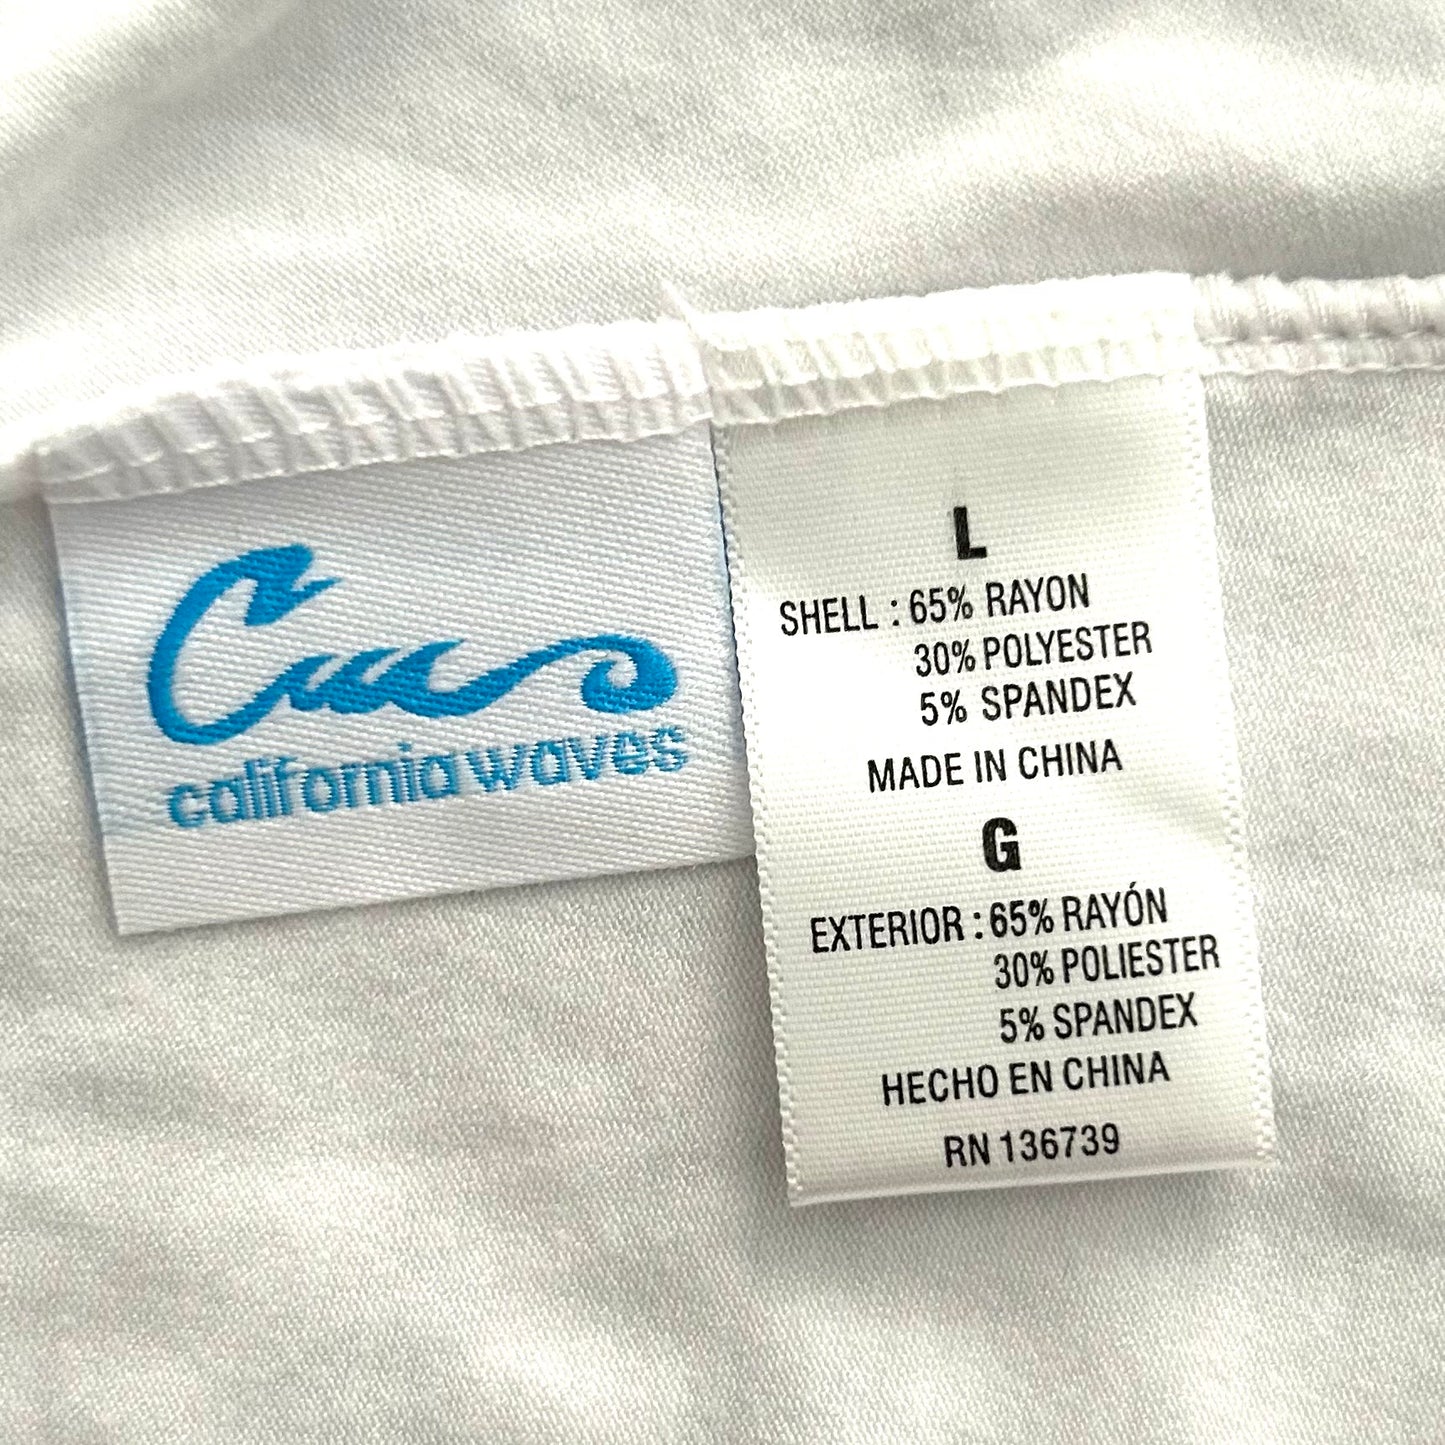 california waves
L
SHELL : 65% RAYON
30% POLYESTER
5% SPANDEX
MADE IN CHINA
G
EXTERIOR : 65% RAYÓN
30% POLIESTER
5% SPANDEX
HECHO EN CHINA
RN 136739